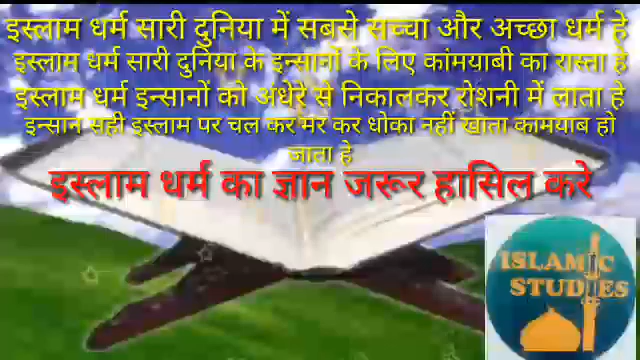 इस्लाम धर्म सारी दुनिया में सबसे सच्चा और अच्छा धर्म हे
इस्लाम धर्म सारी दुनिया के इन्सानों के लिए कांमयाबी का रास्ता हे
इस्लाम धर्म इन्सानों को अंधेरे से निकालकर रोशनी में लाता हे
इन्सान सही इस्लाम पर चल कर मर कर धोका नहीं खाता कामयाब हो
जाता हे
इस्लाम धर्म का ज्ञान जरूर हासिल करे
ISLAMIC
STUDIES